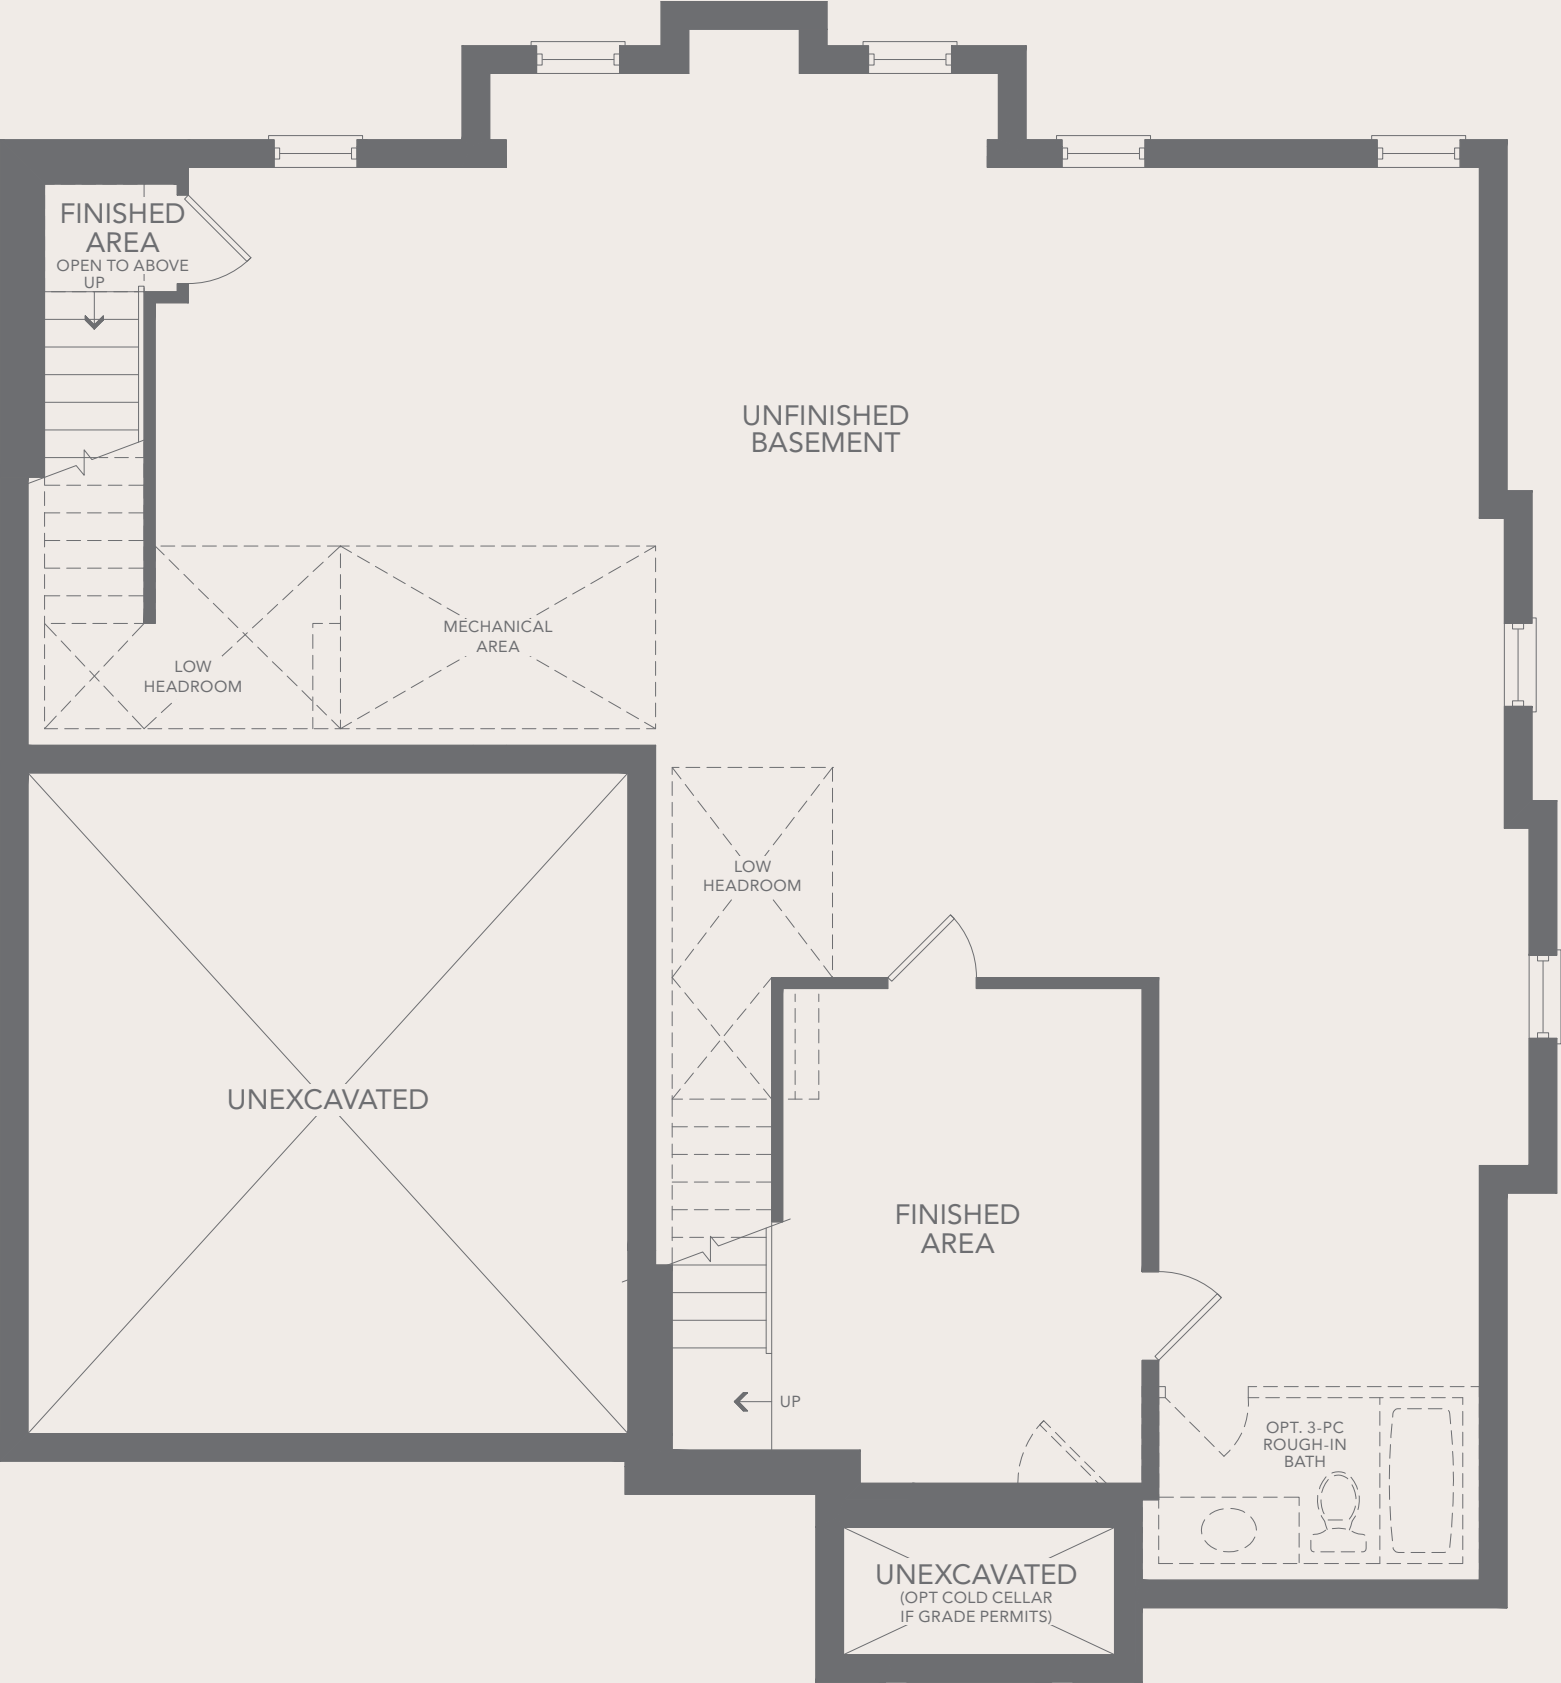 FINISHED
AREA
OPEN TO ABOVE
UP
UNFINISHED
BASEMENT
MECHANICAL
AREA
LOW
HEADROOM
LOW
HEADROOM
UNEXCAVATED
FINISHED
AREA
UP
OPT. 3-PC
ROUGH-IN
BATH
UNEXCAVATED
(OPT COLD CELLAR
IF GRADE PERMITS)